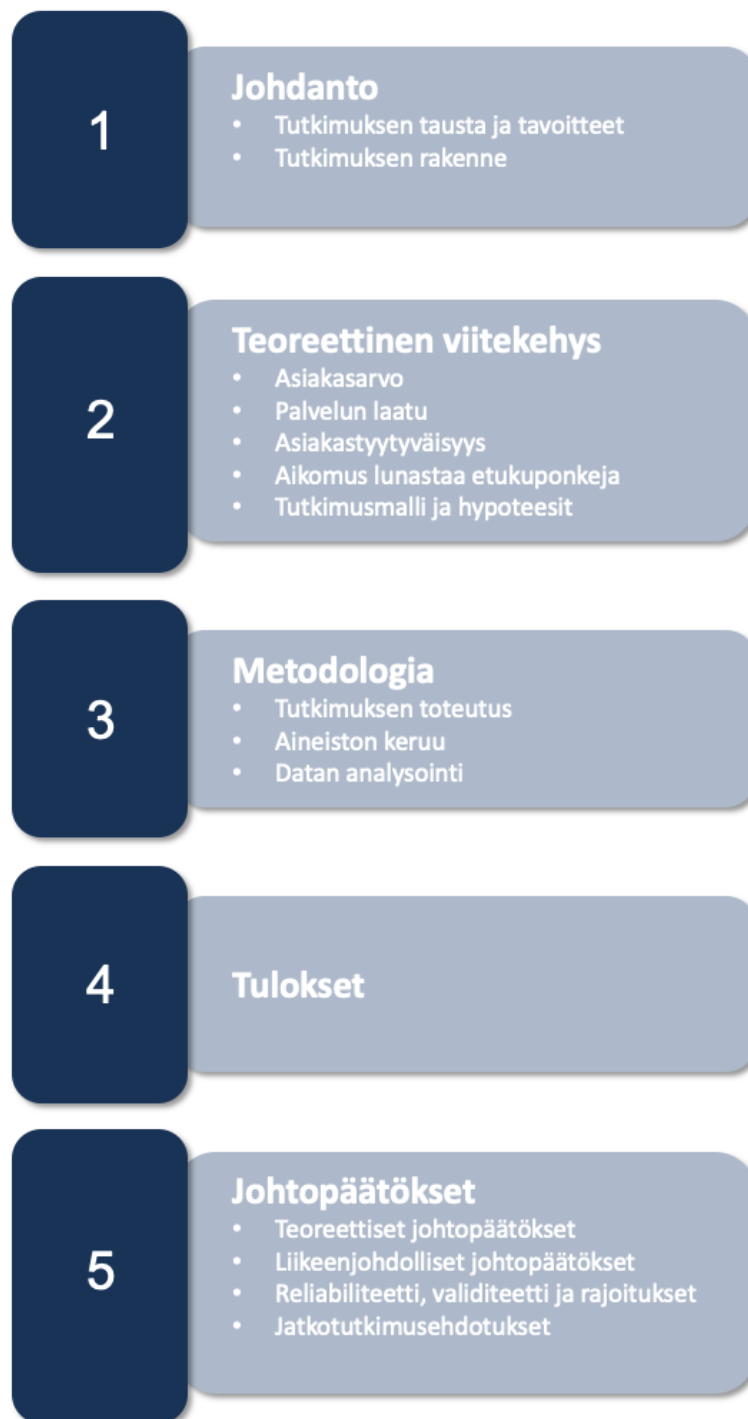 1
Johdanto
• Tutkimuksen tausta ja tavoitteet
• Tutkimuksen rakenne
2
Teoreettinen viitekehys
• Asiakasarvo
• Palvelun laatu
• Asiakastyytyväisyys
• Aikomus lunastaa etukuponkeja
• Tutkimusmalli ja hypoteesit
3
Metodologia
• Tutkimuksen toteutus
• Aineiston keruu
• Datan analysointi
4
Tulokset
5
Johtopäätökset
• Teoreettiset johtopäätökset
• Liikeenjohdolliset johtopäätökset
• Reliabiliteetti, validiteetti ja rajoitukset
• Jatkotutkimusehdotukset